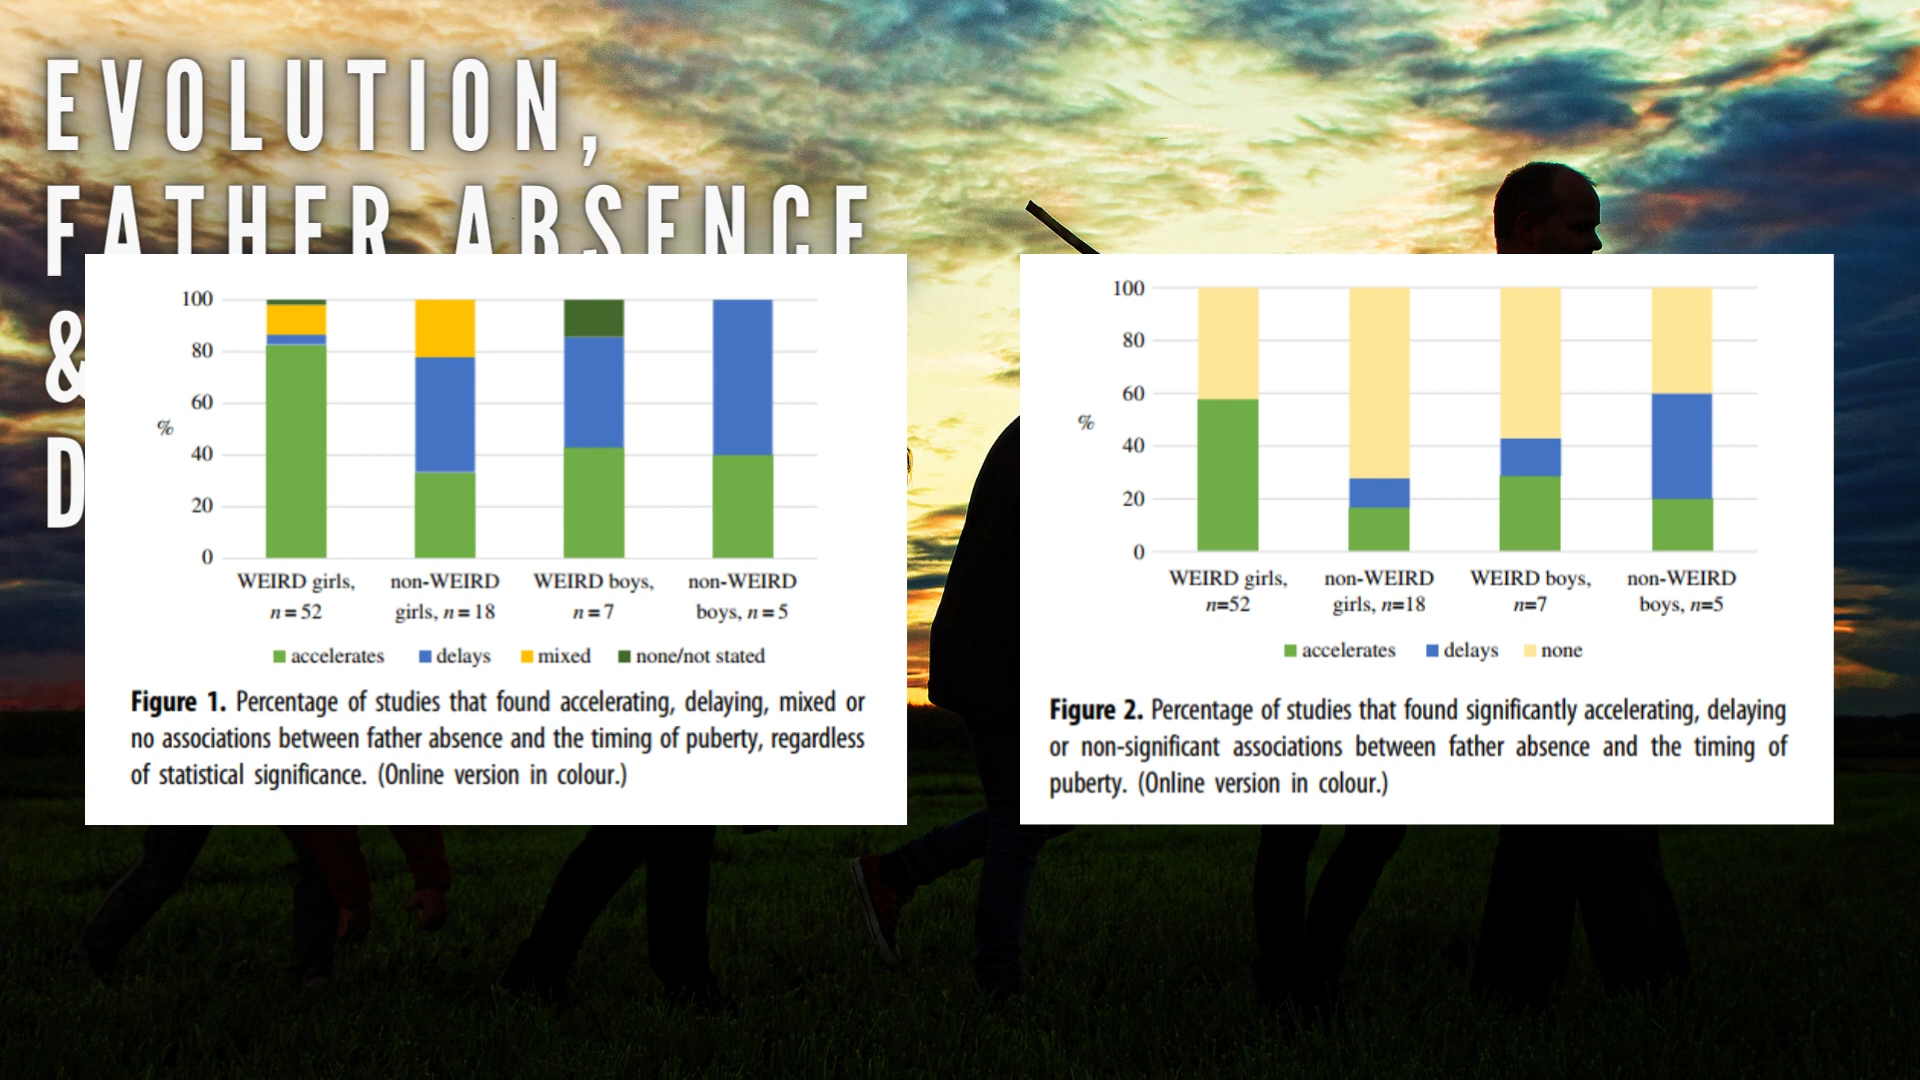 EVOLUTION,
FATHER ABSENCE
&
D
100
80
60
%
40
20
0
WEIRD girls,
n = 52
non-WEIRD
girls, n = 18
WEIRD boys,
n = 7
non-WEIRD
boys, n = 5
accelerates delays mixed none/not stated
Figure 1. Percentage of studies that found accelerating, delaying, mixed or
no associations between father absence and the timing of puberty, regardless
of statistical significance. (Online version in colour.)
100
80
60
%
40
20
0
WEIRD girls,
n=52
non-WEIRD
girls, n=18
WEIRD boys,
n=7
non-WEIRD
boys, n=5
accelerates delays none
Figure 2. Percentage of studies that found significantly accelerating, delaying
or non-significant associations between father absence and the timing of
puberty. (Online version in colour.)